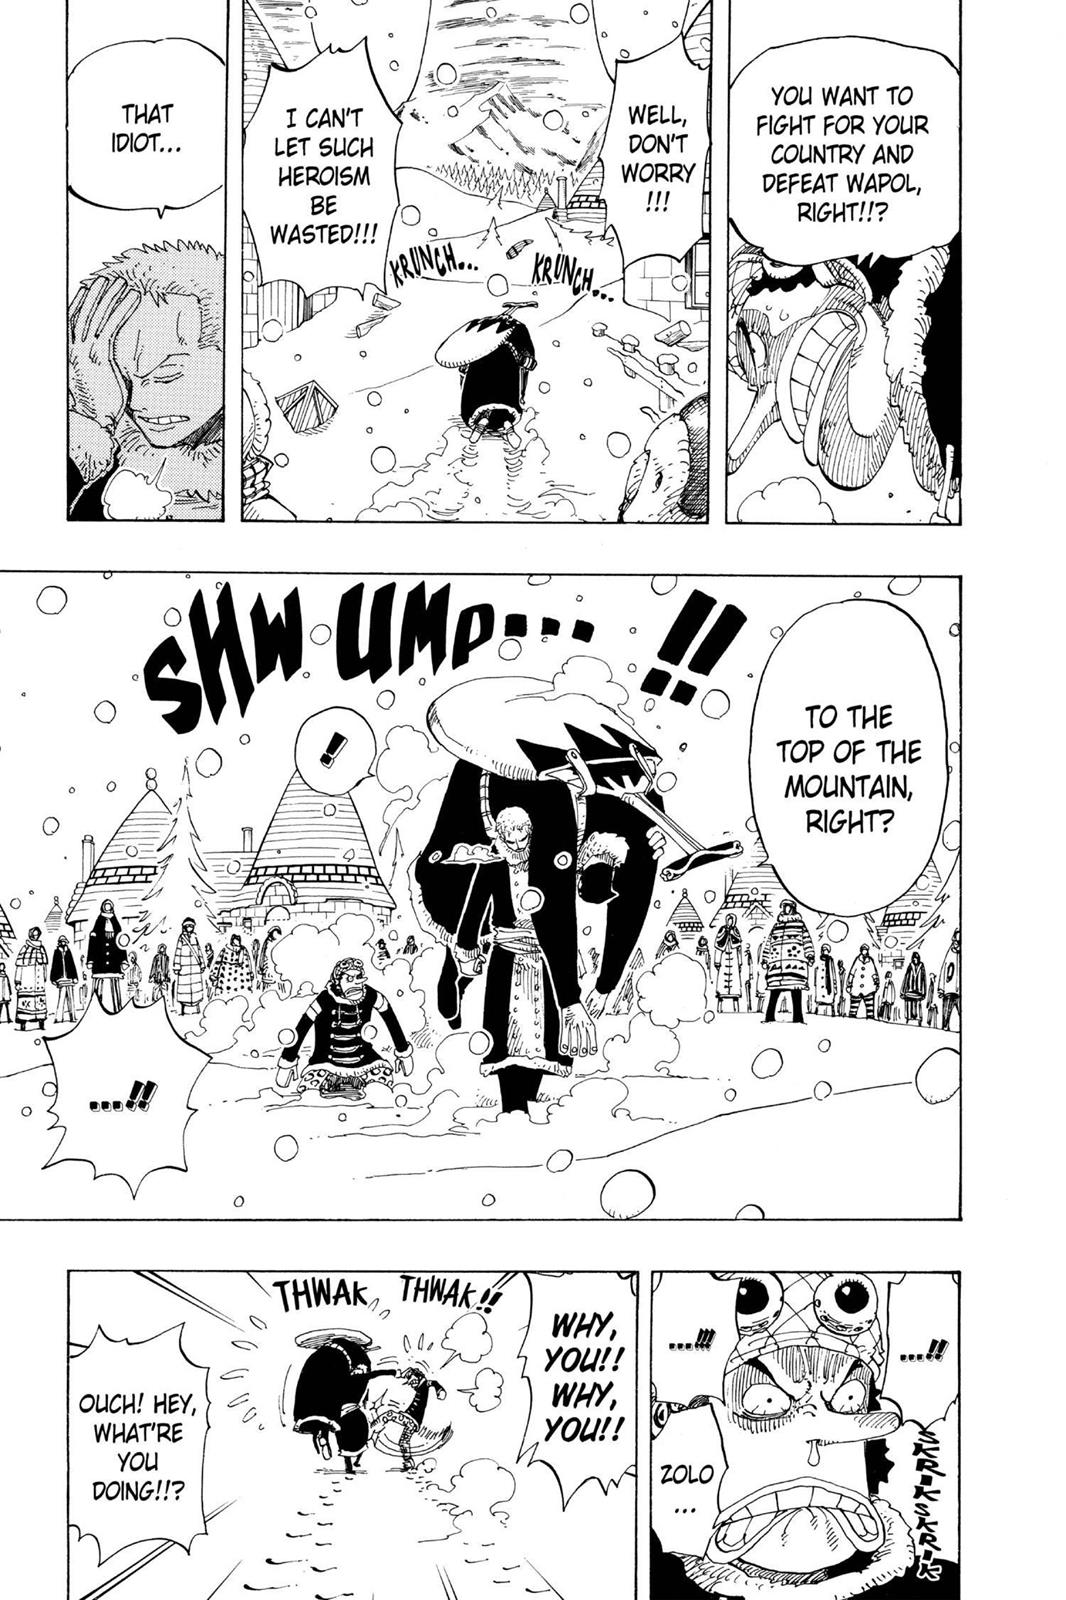 YOU WANT TO
FIGHT FOR YOUR
COUNTRY AND
DEFEAT WAPOL,
RIGHT!!?
WELL,
DON'T
WORRY
!!!
I CAN'T
LET SUCH
HEROISM
BE
WASTED!!!
KRUNCH...
KRUNCH...
THAT
IDIOT...
TO THE
TOP OF THE
MOUNTAIN,
RIGHT?
SHWUMP...!!
!!
...!!
...!!
...!!!
ZOLO
...
SKRIK SKRIK
WHY,
YOU!!
WHY,
YOU!!
THWAK
THWAK!!
OUCH! HEY,
WHAT'RE
YOU
DOING!!?